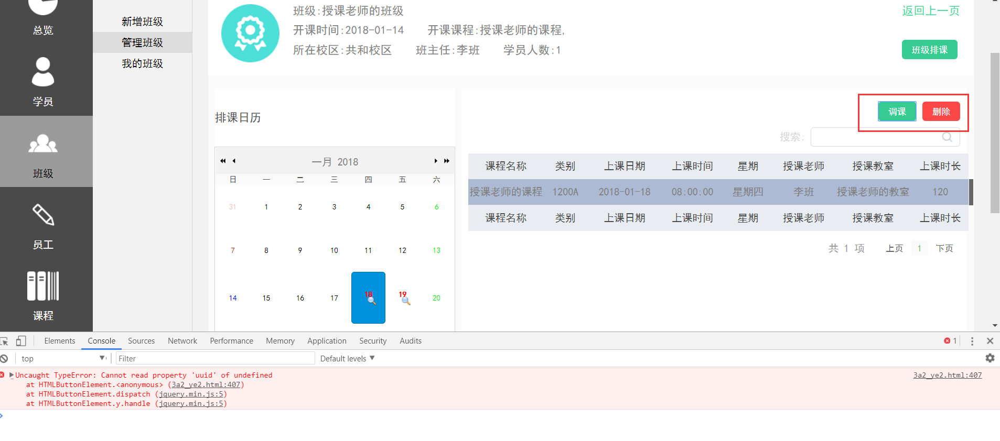 总览
学员
班级
员工
课程
新增班级
管理班级
我的班级
班级:授课老师的班级
开课时间:2018-01-14 开课课程:授课老师的课程,
所在校区:共和校区 班主任:李班 学员人数:1
返回上一页
班级排课
排课日历
一月 2018
日 一 二 三 四 五 六
31 1 2 3 4 5 6
7 8 9 10 11 12 13
14 15 16 17 18 19 20
调课 删除
搜索:
课程名称 类别 上课日期 上课时间 星期 授课老师 授课教室 上课时长
授课老师的课程 1200A 2018-01-18 08:00:00 星期四 李班 授课老师的教室 120
课程名称 类别 上课日期 上课时间 星期 授课老师 授课教室 上课时长
共 1 项 上页 1 下页
Elements Console Sources Network Performance Memory Application Security Audits 1
top Filter Default levels
Uncaught TypeError: Cannot read property 'uuid' of undefined 3a2_ye2.html:407
at HTMLButtonElement.<anonymous> (3a2_ye2.html:407)
at HTMLButtonElement.dispatch (jquery.min.js:5)
at HTMLButtonElement.y.handle (jquery.min.js:5)